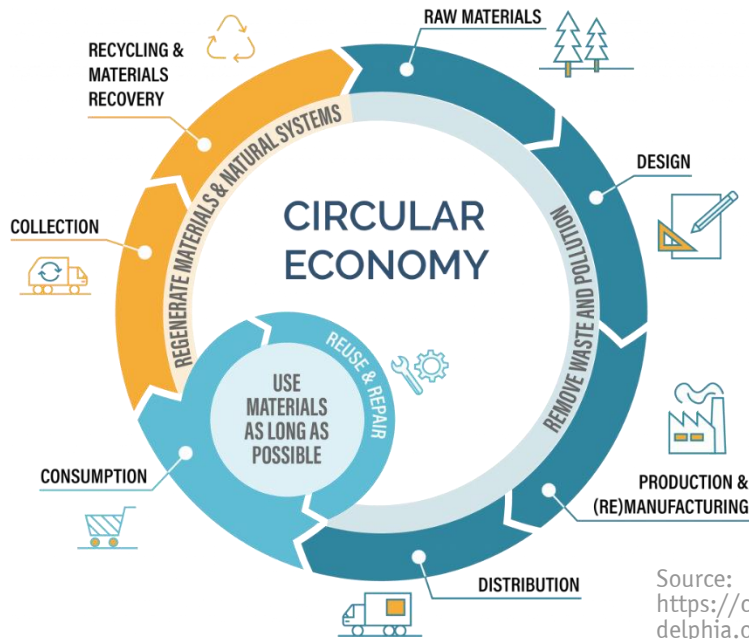 RAW MATERIALS
RECYCLING &
MATERIALS
RECOVERY
DESIGN
COLLECTION
CIRCULAR
ECONOMY
REGENERATE MATERIALS & NATURAL SYSTEMS
REMOVE WASTE AND POLLUTION
REUSE & REPAIR
USE
MATERIALS
AS LONG AS
POSSIBLE
CONSUMPTION
PRODUCTION &
(RE)MANUFACTURING
DISTRIBUTION
Source: